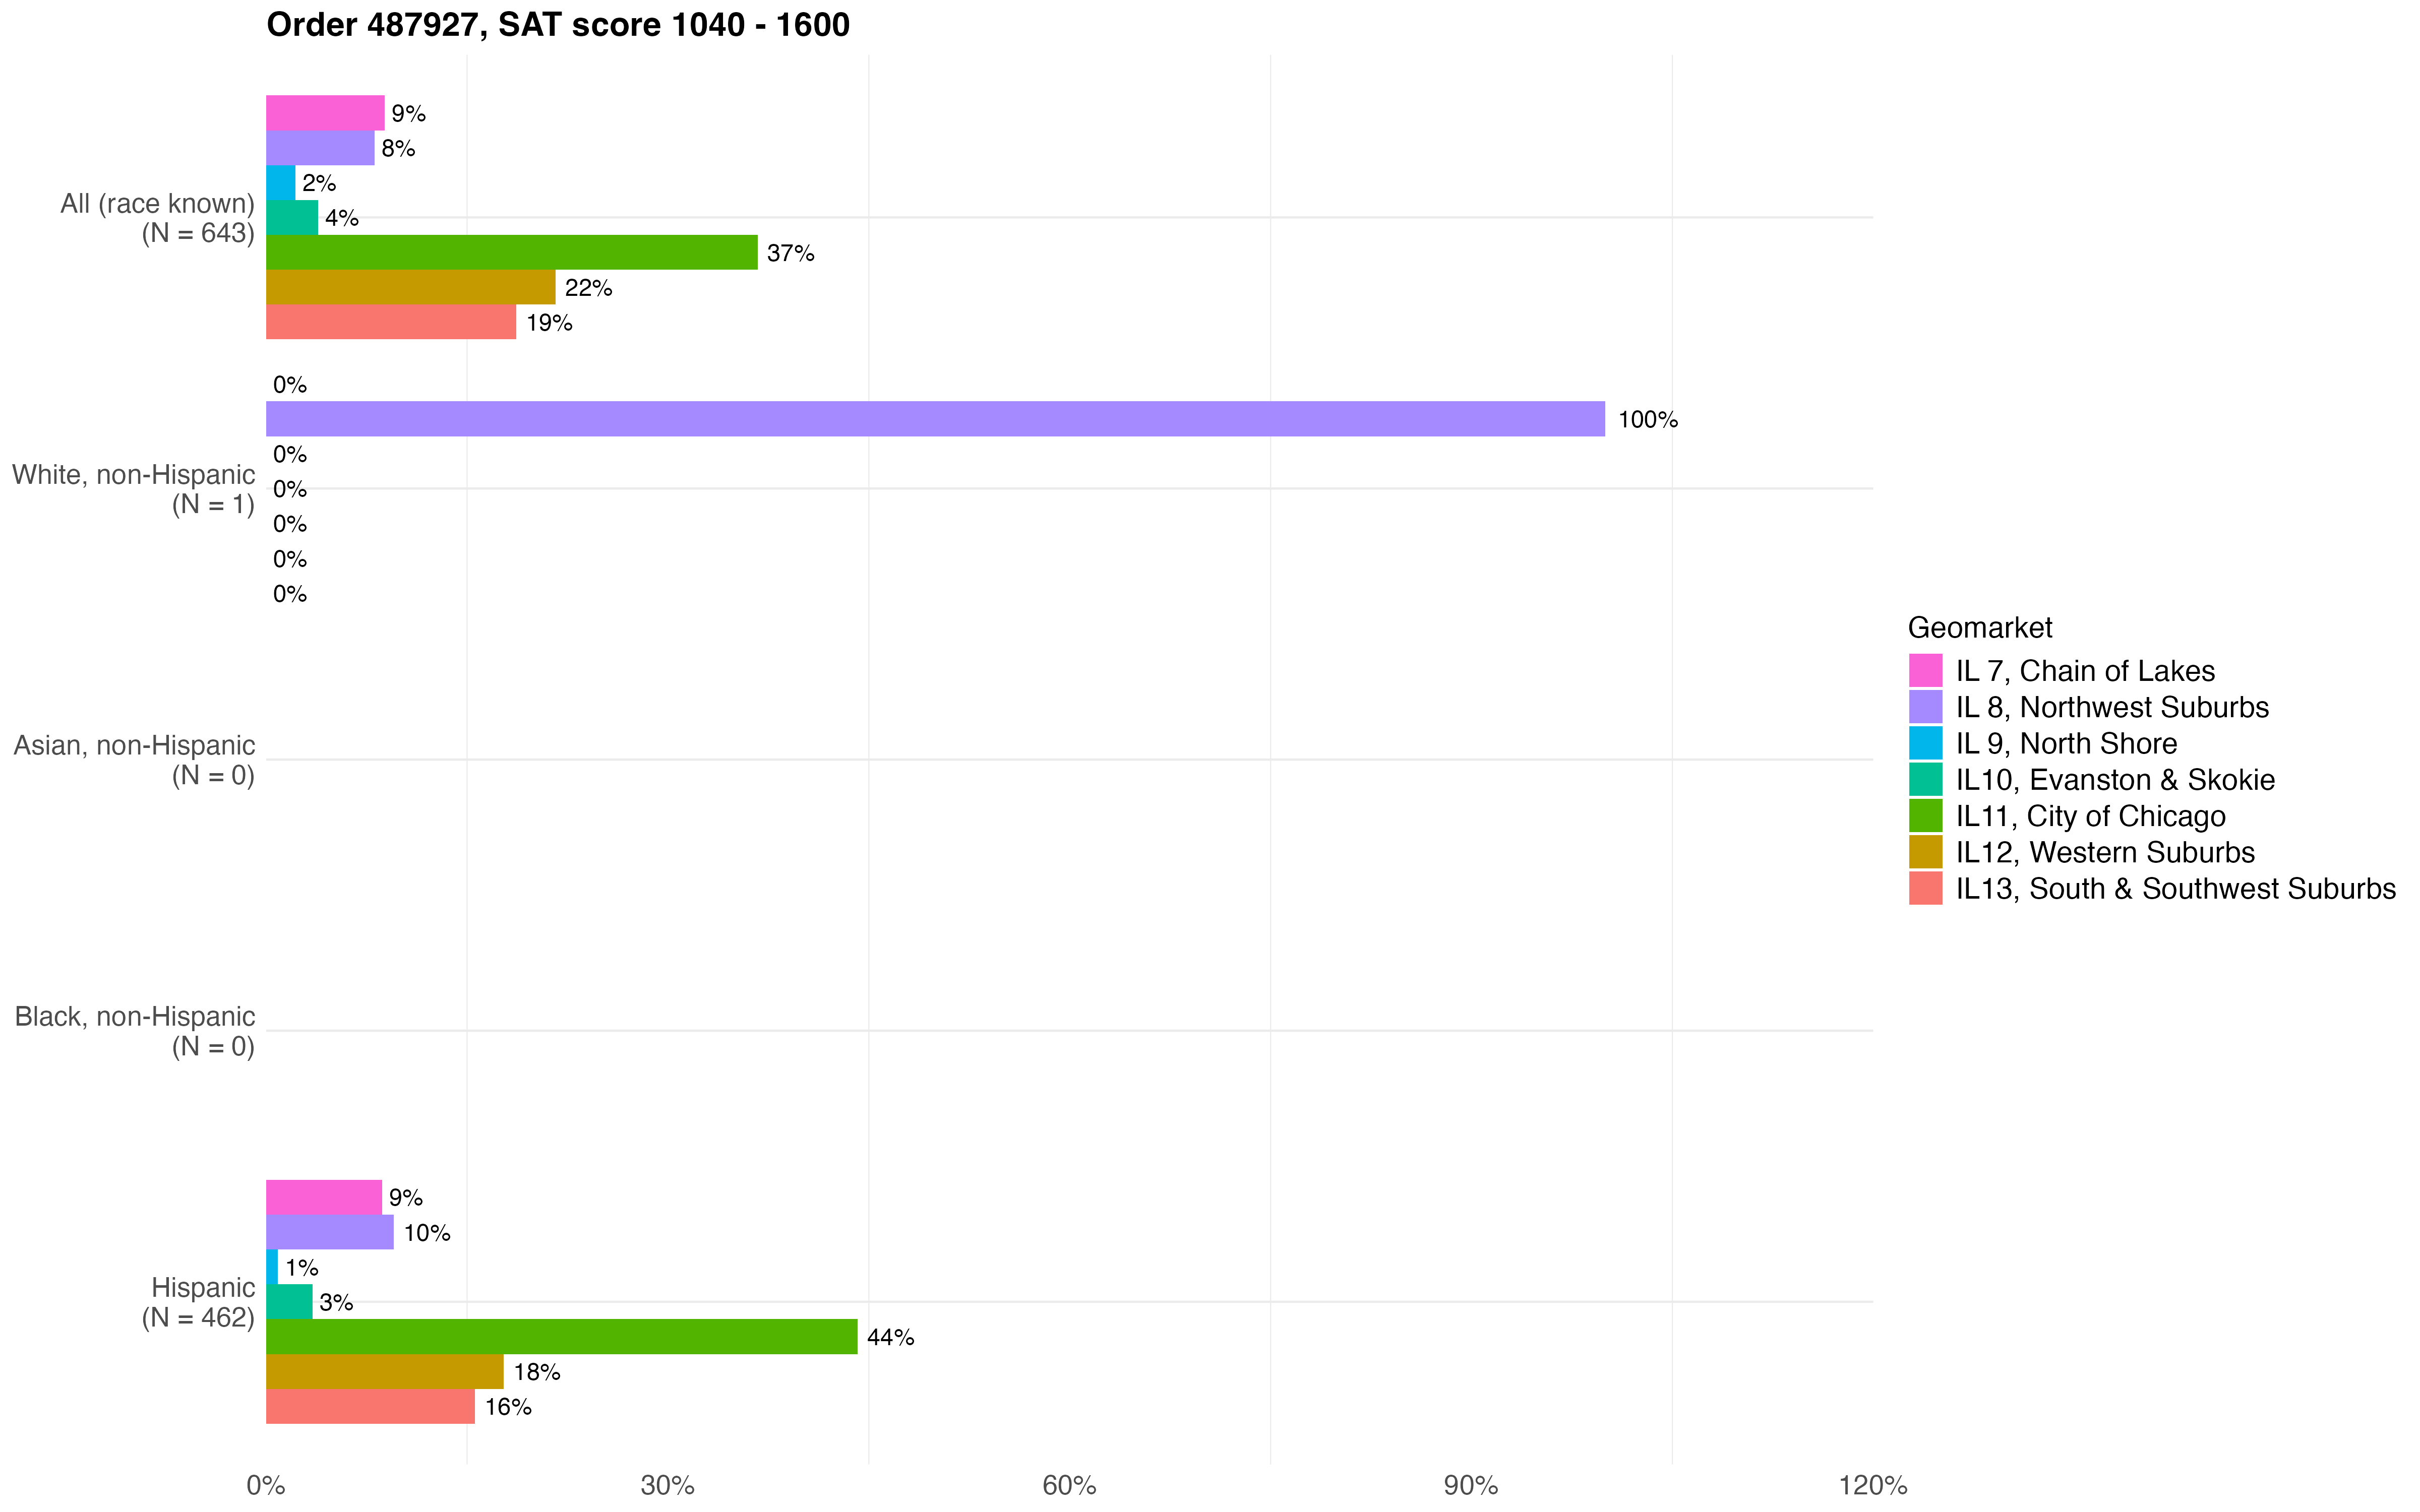 Order 487927, SAT score 1040 - 1600
All (race known)
(N = 643)
9%
8%
2%
4%
37%
22%
19%
White, non-Hispanic
(N = 1)
0%
100%
0%
0%
0%
0%
0%
Asian, non-Hispanic
(N = 0)
Black, non-Hispanic
(N = 0)
Hispanic
(N = 462)
9%
10%
1%
3%
44%
18%
16%
0%
30%
60%
90%
120%
Geomarket
IL 7, Chain of Lakes
IL 8, Northwest Suburbs
IL 9, North Shore
IL10, Evanston & Skokie
IL11, City of Chicago
IL12, Western Suburbs
IL13, South & Southwest Suburbs